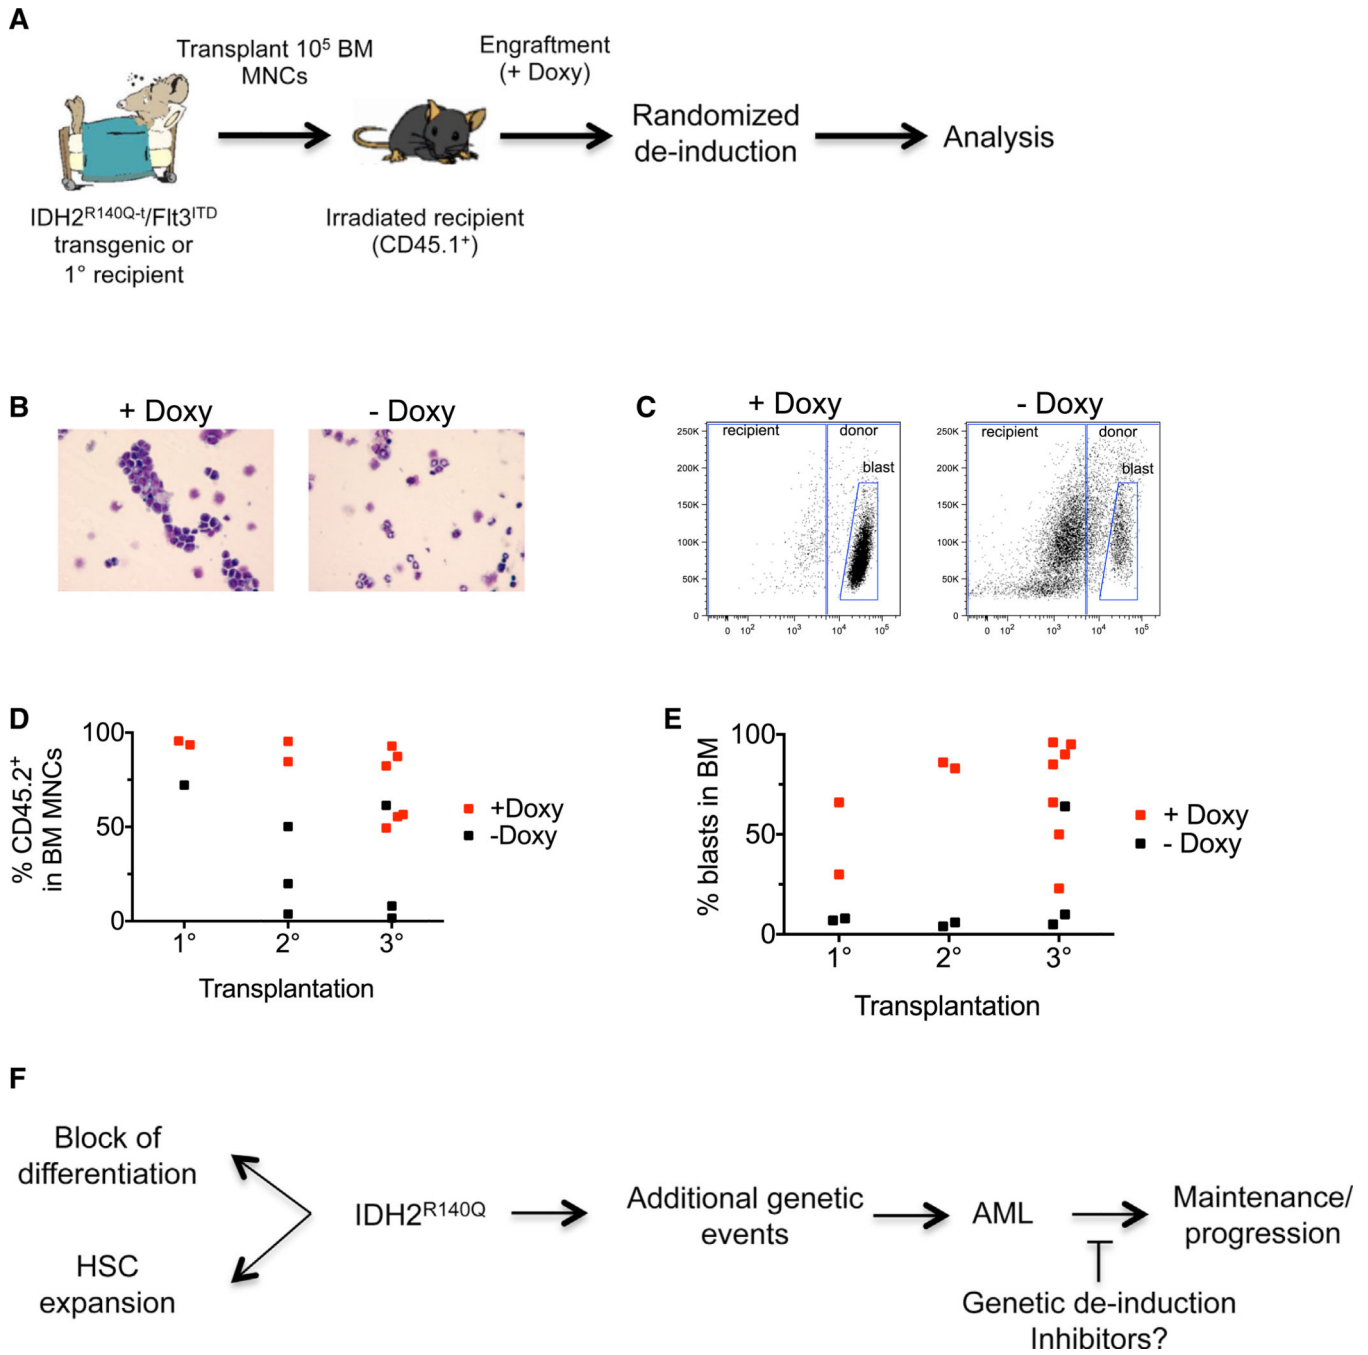 A
Transplant 10⁵ BM
MNCs
Engraftment
(+ Doxy)
Randomized
de-induction
Analysis
IDH2ᴿ¹⁴⁰Q⁻ᵗ/Flt3ᴵᵀᴰ
transgenic or
1° recipient
Irradiated recipient
(CD45.1⁺)
B
+ Doxy
- Doxy
C
+ Doxy
- Doxy
recipient
donor
blast
250K
200K
150K
100K
50K
0
0 10² 10³ 10⁴ 10⁵
recipient
donor
blast
250K
200K
150K
100K
50K
0
0 10² 10³ 10⁴ 10⁵
D
% CD45.2⁺
in BM MNCs
100
50
0
1° 2° 3°
Transplantation
+Doxy
-Doxy
E
% blasts in BM
100
50
0
1° 2° 3°
Transplantation
+ Doxy
- Doxy
F
Block of
differentiation
HSC
expansion
IDH2ᴿ¹⁴⁰Q
Additional genetic
events
AML
Maintenance/
progression
Genetic de-induction
Inhibitors?